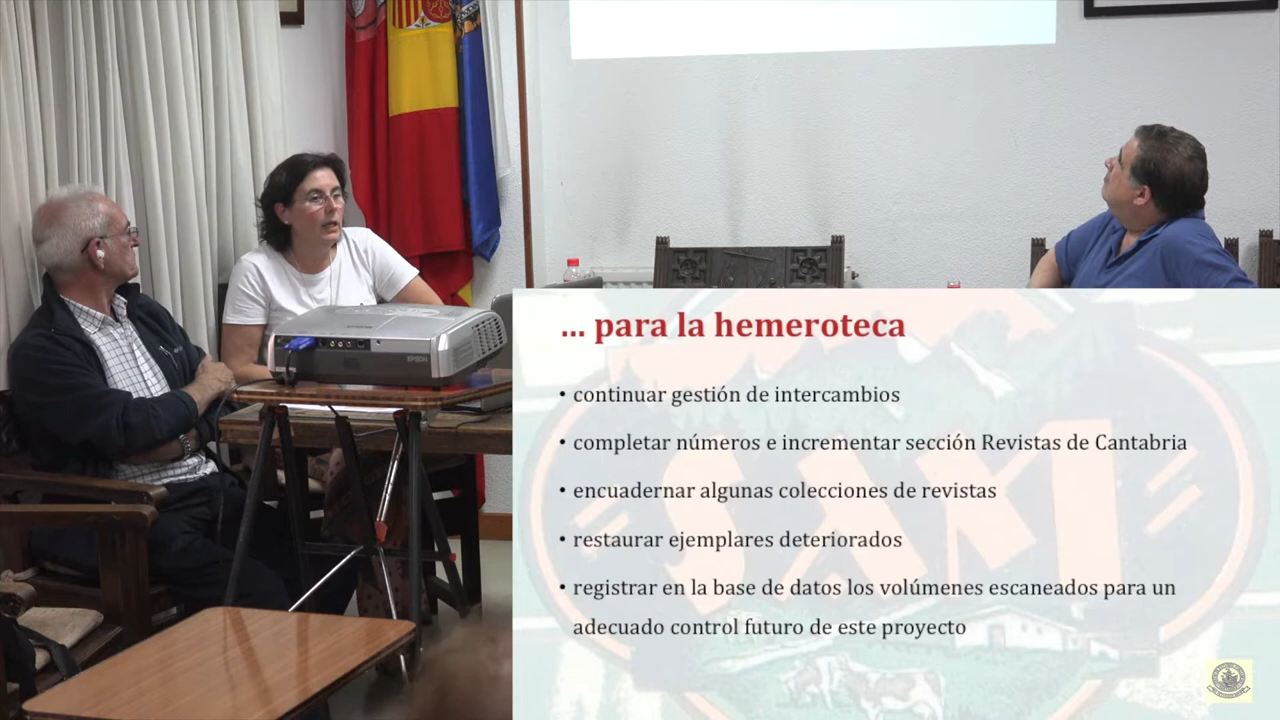 EPSON
... para la hemeroteca
• continuar gestión de intercambios
• completar números e incrementar sección Revistas de Cantabria
• encuadernar algunas colecciones de revistas
• restaurar ejemplares deteriorados
• registrar en la base de datos los volúmenes escaneados para un
adecuado control futuro de este proyecto